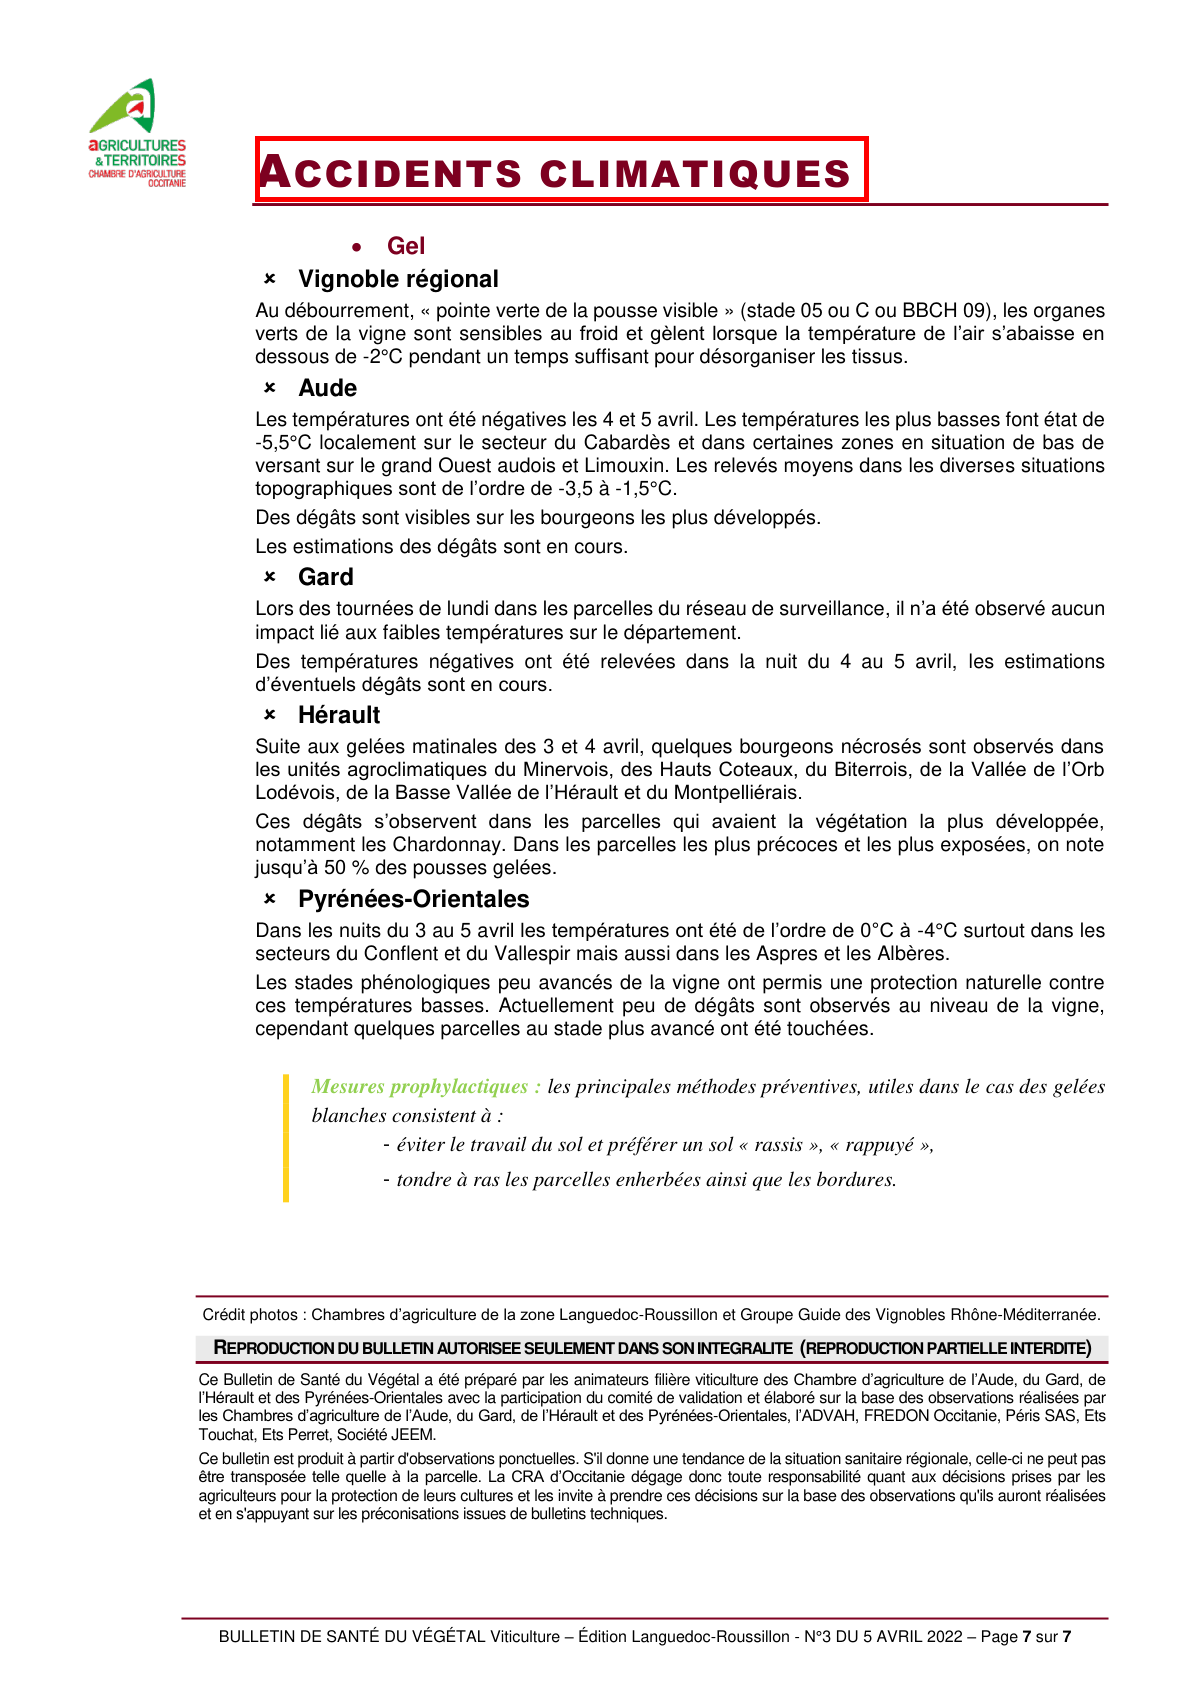 aGRICULTURES
&TERRITOIRES
CHAMBRE D'AGRICULTURE
OCCITANIE
ACCIDENTS CLIMATIQUES
• Gel
× Vignoble régional
Au débourrement, « pointe verte de la pousse visible » (stade 05 ou C ou BBCH 09), les organes
verts de la vigne sont sensibles au froid et gèlent lorsque la température de l'air s'abaisse en
dessous de -2°C pendant un temps suffisant pour désorganiser les tissus.
× Aude
Les températures ont été négatives les 4 et 5 avril. Les températures les plus basses font état de
-5,5°C localement sur le secteur du Cabardès et dans certaines zones en situation de bas de
versant sur le grand Ouest audois et Limouxin. Les relevés moyens dans les diverses situations
topographiques sont de l'ordre de -3,5 à -1,5°C.
Des dégâts sont visibles sur les bourgeons les plus développés.
Les estimations des dégâts sont en cours.
× Gard
Lors des tournées de lundi dans les parcelles du réseau de surveillance, il n'a été observé aucun
impact lié aux faibles températures sur le département.
Des températures négatives ont été relevées dans la nuit du 4 au 5 avril, les estimations
d'éventuels dégâts sont en cours.
× Hérault
Suite aux gelées matinales des 3 et 4 avril, quelques bourgeons nécrosés sont observés dans
les unités agroclimatiques du Minervois, des Hauts Coteaux, du Biterrois, de la Vallée de l'Orb
Lodévois, de la Basse Vallée de l'Hérault et du Montpelliérais.
Ces dégâts s'observent dans les parcelles qui avaient la végétation la plus développée,
notamment les Chardonnay. Dans les parcelles les plus précoces et les plus exposées, on note
jusqu'à 50 % des pousses gelées.
× Pyrénées-Orientales
Dans les nuits du 3 au 5 avril les températures ont été de l'ordre de 0°C à -4°C surtout dans les
secteurs du Conflent et du Vallespir mais aussi dans les Aspres et les Albères.
Les stades phénologiques peu avancés de la vigne ont permis une protection naturelle contre
ces températures basses. Actuellement peu de dégâts sont observés au niveau de la vigne,
cependant quelques parcelles au stade plus avancé ont été touchées.
Mesures prophylactiques : les principales méthodes préventives, utiles dans le cas des gelées
blanches consistent à :
- éviter le travail du sol et préférer un sol « rassis », « rappuyé »,
- tondre à ras les parcelles enherbées ainsi que les bordures.
Crédit photos : Chambres d'agriculture de la zone Languedoc-Roussillon et Groupe Guide des Vignobles Rhône-Méditerranée.
REPRODUCTION DU BULLETIN AUTORISEE SEULEMENT DANS SON INTEGRALITE (REPRODUCTION PARTIELLE INTERDITE)
Ce Bulletin de Santé du Végétal a été préparé par les animateurs filière viticulture des Chambre d'agriculture de l'Aude, du Gard, de
l'Hérault et des Pyrénées-Orientales avec la participation du comité de validation et élaboré sur la base des observations réalisées par
les Chambres d'agriculture de l'Aude, du Gard, de l'Hérault et des Pyrénées-Orientales, l'ADVAH, FREDON Occitanie, Péris SAS, Ets
Touchat, Ets Perret, Société JEEM.
Ce bulletin est produit à partir d'observations ponctuelles. S'il donne une tendance de la situation sanitaire régionale, celle-ci ne peut pas
être transposée telle quelle à la parcelle. La CRA d'Occitanie dégage donc toute responsabilité quant aux décisions prises par les
agriculteurs pour la protection de leurs cultures et les invite à prendre ces décisions sur la base des observations qu'ils auront réalisées
et en s'appuyant sur les préconisations issues de bulletins techniques.
BULLETIN DE SANTÉ DU VÉGÉTAL Viticulture – Édition Languedoc-Roussillon - N°3 DU 5 AVRIL 2022 – Page 7 sur 7